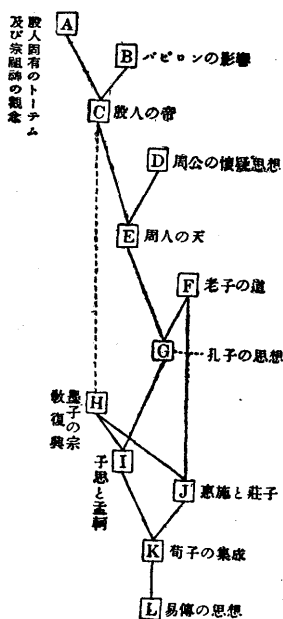 A
殷人固有のトーテム
及び宗祖神の觀念
B バビロンの影響
C 殷人の帝
D 周公の懷疑思想
E 周人の天
F 老子の道
G 孔子の思想
H
墨子の宗
敎復興
I
子思と孟軻
J 惠施と莊子
K 荀子の集成
L 易傳の思想